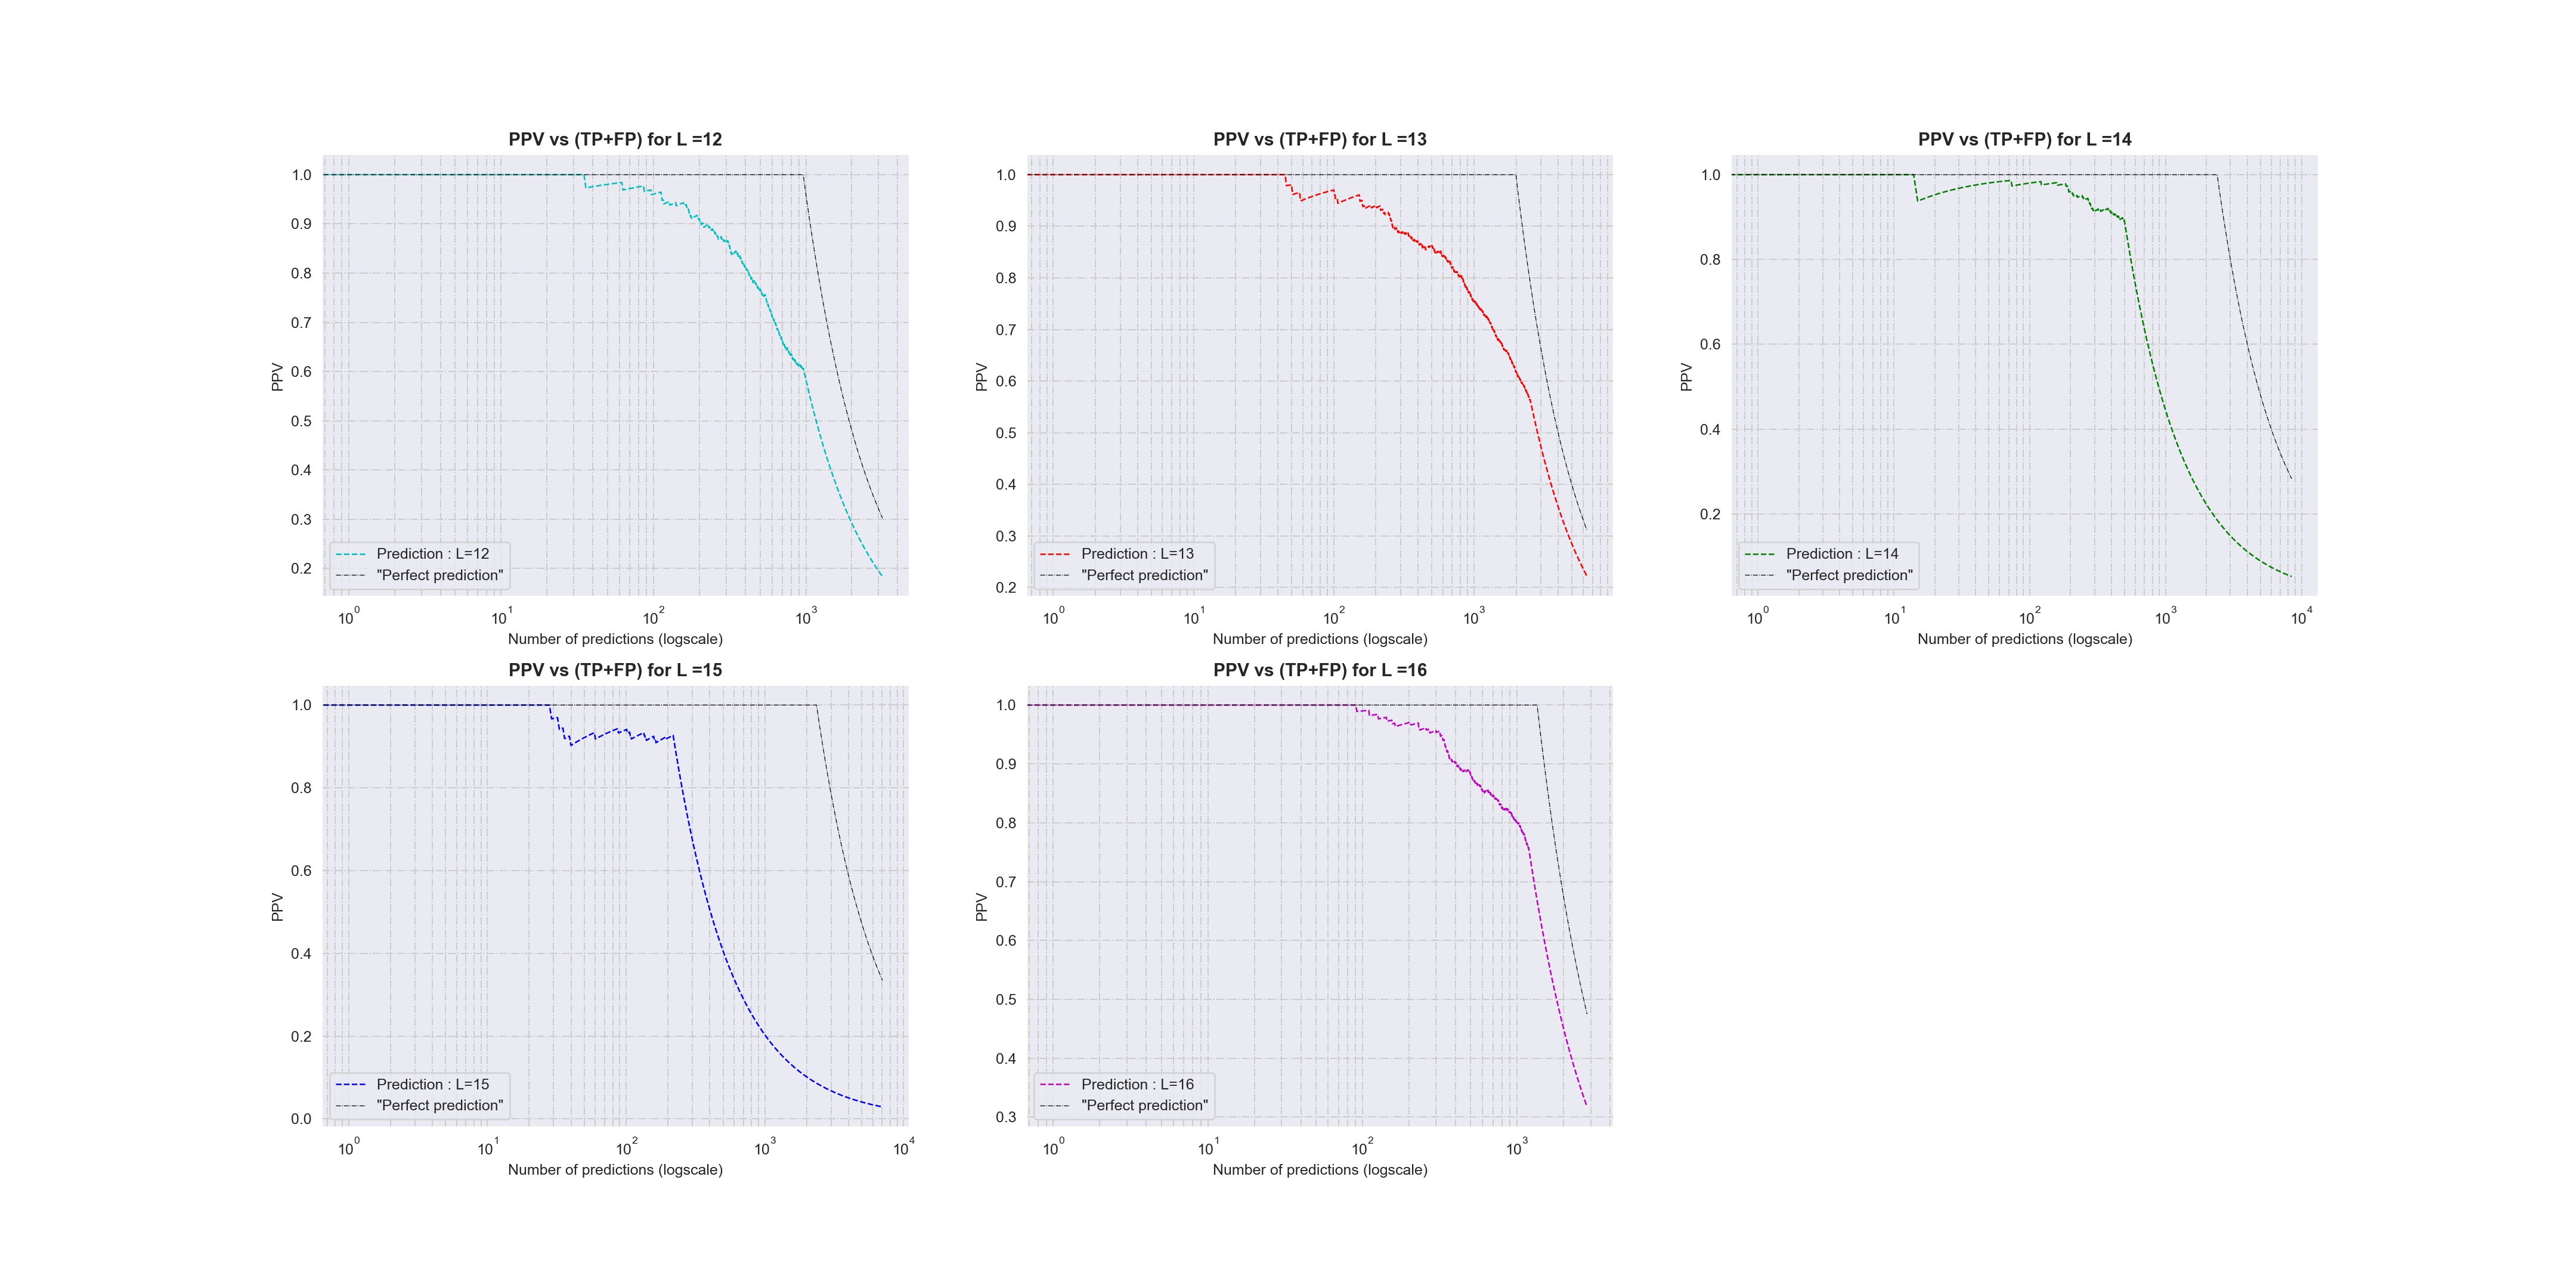 PPV vs (TP+FP) for L =12
1.0
0.9
0.8
0.7
0.6
0.5
0.4
0.3
0.2
PPV
Prediction : L=12
"Perfect prediction"
10^0 10^1 10^2 10^3
Number of predictions (logscale)
PPV vs (TP+FP) for L =13
1.0
0.9
0.8
0.7
0.6
0.5
0.4
0.3
0.2
PPV
Prediction : L=13
"Perfect prediction"
10^0 10^1 10^2 10^3
Number of predictions (logscale)
PPV vs (TP+FP) for L =14
1.0
0.8
0.6
0.4
0.2
PPV
Prediction : L=14
"Perfect prediction"
10^0 10^1 10^2 10^3 10^4
Number of predictions (logscale)
PPV vs (TP+FP) for L =15
1.0
0.8
0.6
0.4
0.2
0.0
PPV
Prediction : L=15
"Perfect prediction"
10^0 10^1 10^2 10^3 10^4
Number of predictions (logscale)
PPV vs (TP+FP) for L =16
1.0
0.9
0.8
0.7
0.6
0.5
0.4
0.3
PPV
Prediction : L=16
"Perfect prediction"
10^0 10^1 10^2 10^3
Number of predictions (logscale)